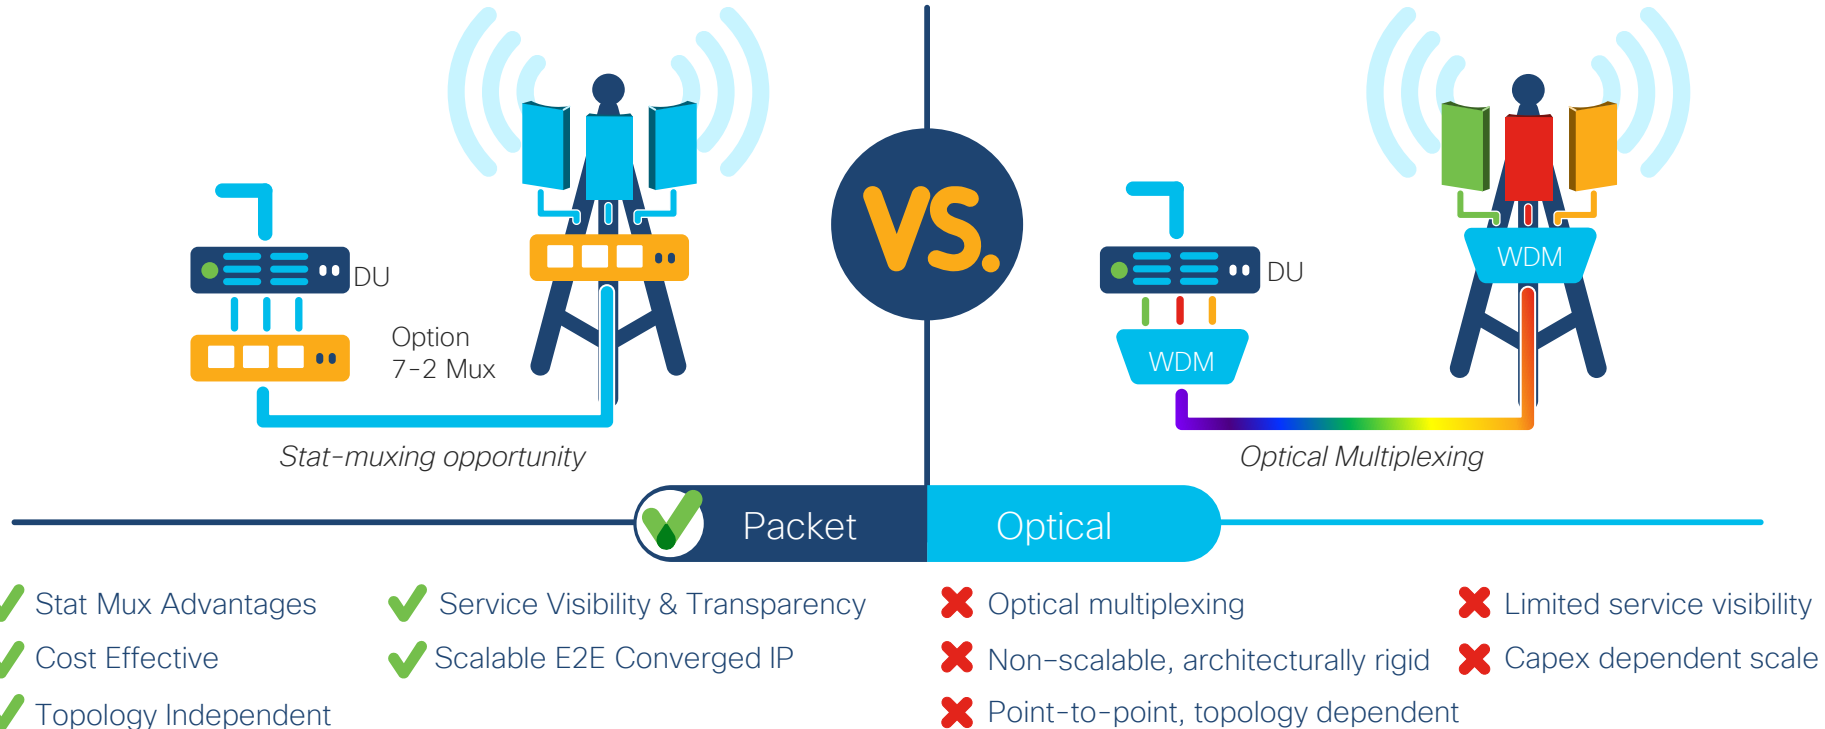 VS.
DU
Option
7-2 Mux
Stat-muxing opportunity
DU
WDM
WDM
Optical Multiplexing
Packet
Optical
Stat Mux Advantages
Cost Effective
Topology Independent
Service Visibility & Transparency
Scalable E2E Converged IP
Optical multiplexing
Non-scalable, architecturally rigid
Point-to-point, topology dependent
Limited service visibility
Capex dependent scale